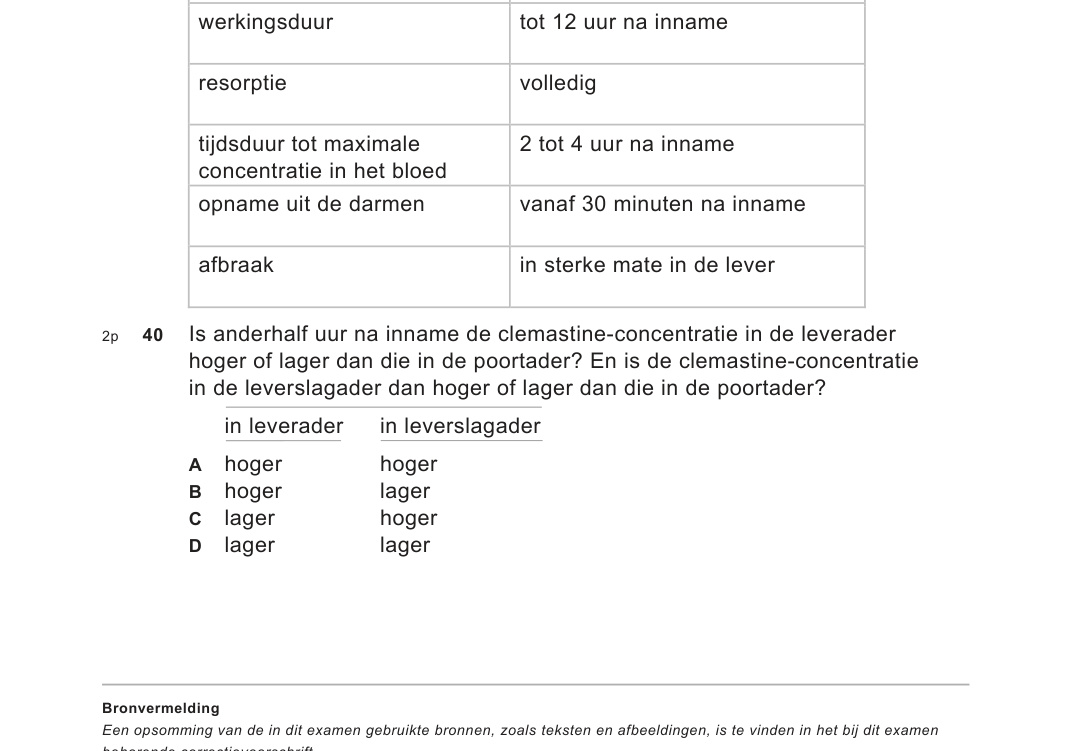 werkingsduur tot 12 uur na inname
resorptie volledig
tijdsduur tot maximale 2 tot 4 uur na inname
concentratie in het bloed
opname uit de darmen vanaf 30 minuten na inname
afbraak in sterke mate in de lever
2p 40 Is anderhalf uur na inname de clemastine-concentratie in de leverader
hoger of lager dan die in de poortader? En is de clemastine-concentratie
in de leverslagader dan hoger of lager dan die in de poortader?
in leverader in leverslagader
A hoger hoger
B hoger lager
C lager hoger
D lager lager
Bronvermelding
Een opsomming van de in dit examen gebruikte bronnen, zoals teksten en afbeeldingen, is te vinden in het bij dit examen
behorende correctievoorschrift.